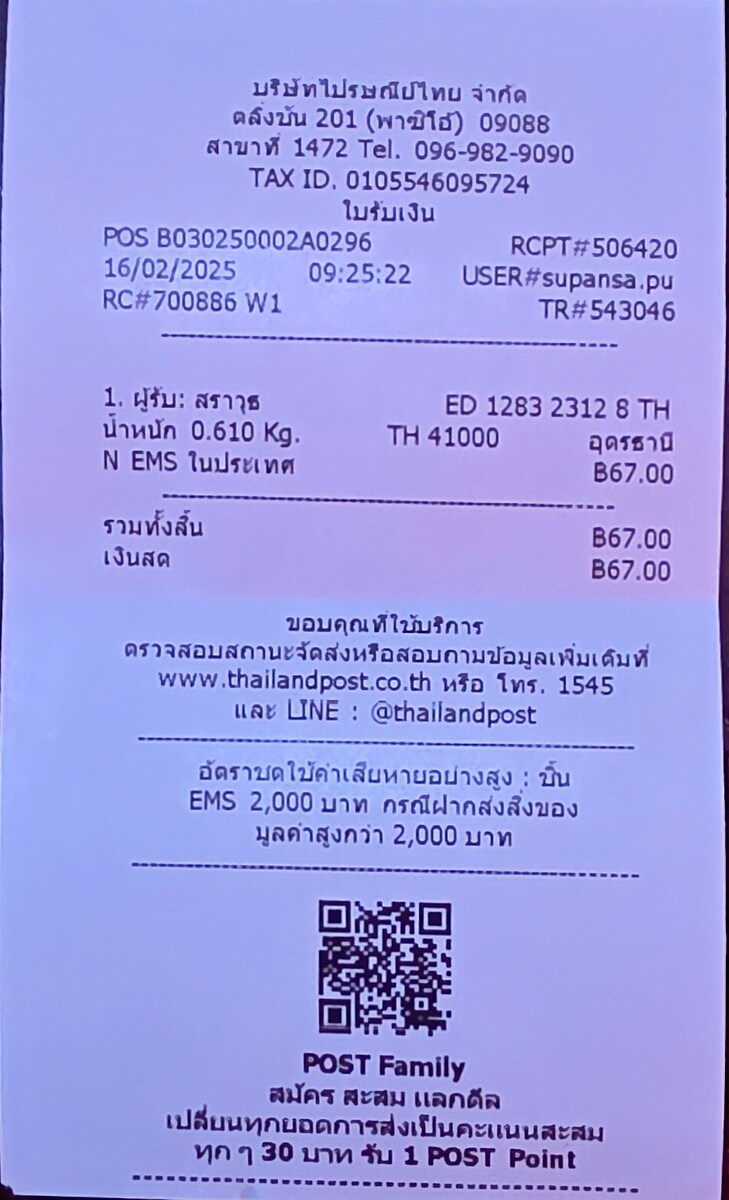 บริษัทไปรษณีย์ไทย จำกัด
ตลิ่งชัน 201 (พาซิโอ้) 09088
สาขาที่ 1472 Tel. 096-982-9090
TAX ID. 0105546095724
ใบรับเงิน
POS B030250002A0296 RCPT#506420
16/02/2025 09:25:22 USER#supansa.pu
RC#700886 W1 TR#543046
1. ผู้รับ: สราวุธ ED 1283 2312 8 TH
น้ำหนัก 0.610 Kg. TH 41000 อุดรธานี
N EMS ในประเทศ B67.00
รวมทั้งสิ้น B67.00
เงินสด B67.00
ขอบคุณที่ใช้บริการ
ตรวจสอบสถานะจัดส่งหรือสอบถามข้อมูลเพิ่มเติมที่
www.thailandpost.co.th หรือ โทร. 1545
และ LINE : @thailandpost
อัตราชดใช้ค่าเสียหายอย่างสูง : ชิ้น
EMS 2,000 บาท กรณีฝากส่งสิ่งของ
มูลค่าสูงกว่า 2,000 บาท
POST Family
สมัคร สะสม แลกดีล
เปลี่ยนทุกยอดการส่งเป็นคะแนนสะสม
ทุก ๆ 30 บาท รับ 1 POST Point